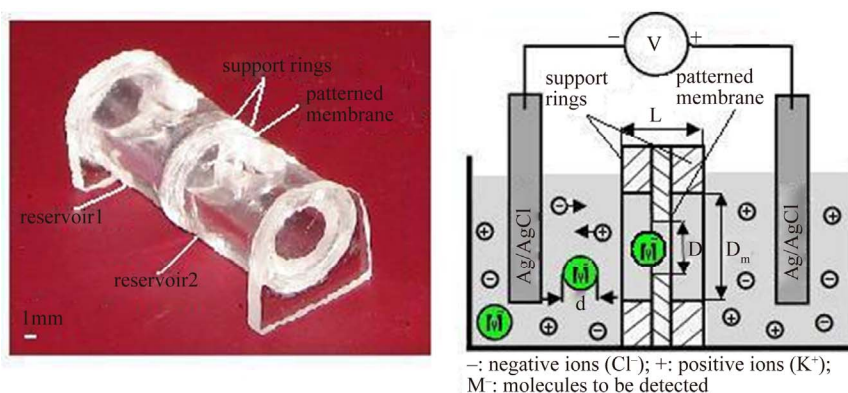 support rings
patterned
membrane
reservoir1
reservoir2
1mm
− V +
support
rings
patterned
membrane
L
Ag/AgCl
D
D_m
Ag/AgCl
d
–: negative ions (Cl⁻); +: positive ions (K⁺);
M⁻: molecules to be detected